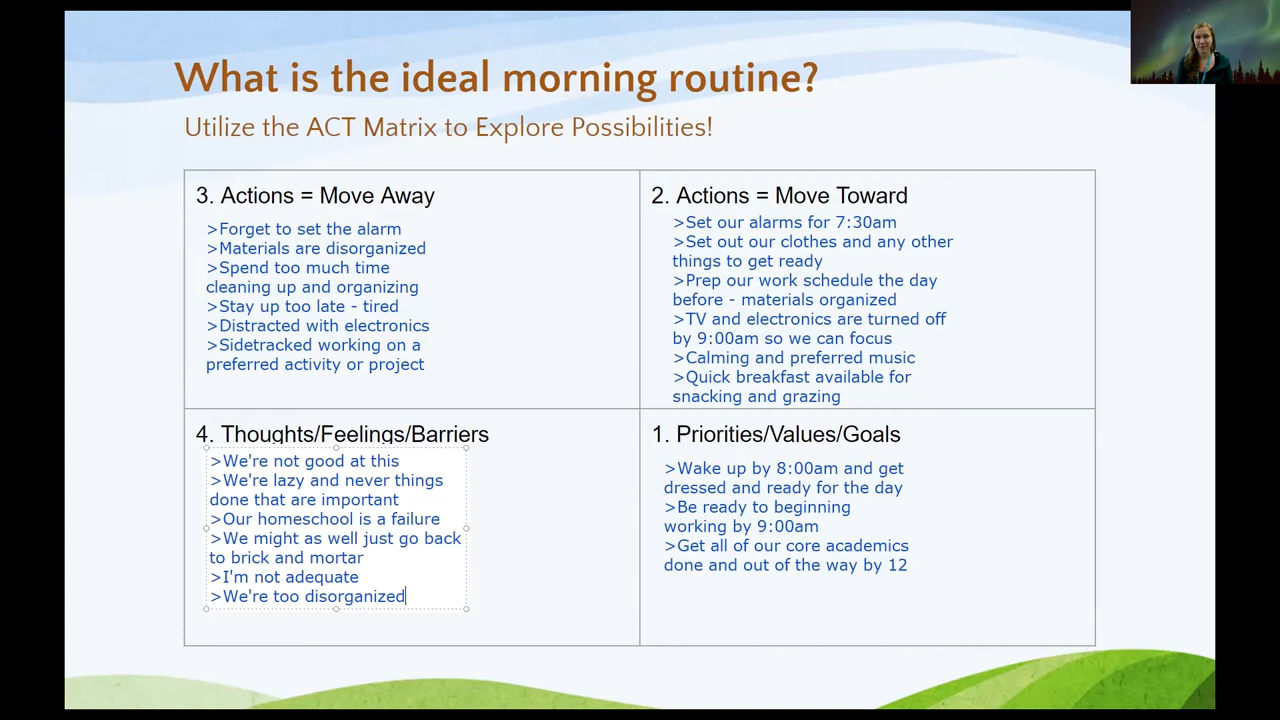 What is the ideal morning routine?
Utilize the ACT Matrix to Explore Possibilities!
3. Actions = Move Away
>Forget to set the alarm
>Materials are disorganized
>Spend too much time
cleaning up and organizing
>Stay up too late - tired
>Distracted with electronics
>Sidetracked working on a
preferred activity or project
2. Actions = Move Toward
>Set our alarms for 7:30am
>Set out our clothes and any other
things to get ready
>Prep our work schedule the day
before - materials organized
>TV and electronics are turned off
by 9:00am so we can focus
>Calming and preferred music
>Quick breakfast available for
snacking and grazing
4. Thoughts/Feelings/Barriers
>We're not good at this
>We're lazy and never things
done that are important
>Our homeschool is a failure
>We might as well just go back
to brick and mortar
>I'm not adequate
>We're too disorganized
1. Priorities/Values/Goals
>Wake up by 8:00am and get
dressed and ready for the day
>Be ready to beginning
working by 9:00am
>Get all of our core academics
done and out of the way by 12